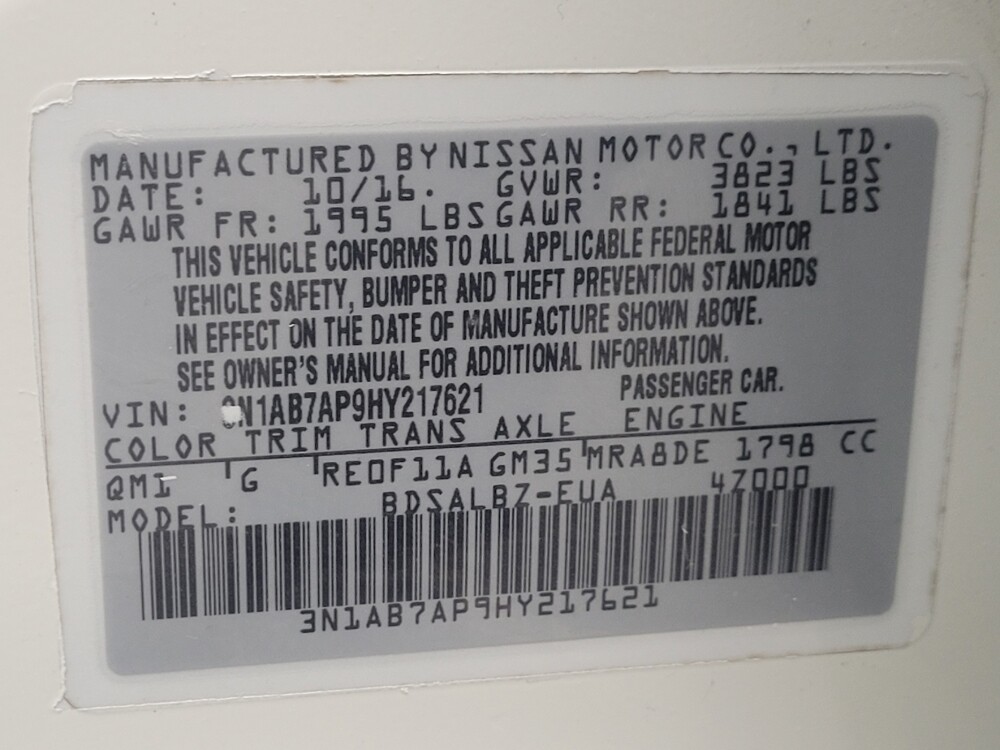 MANUFACTURED BY NISSAN MOTOR CO., LTD.
DATE: 10/16. GVWR: 3823 LBS
GAWR FR: 1995 LBS GAWR RR: 1841 LBS
THIS VEHICLE CONFORMS TO ALL APPLICABLE FEDERAL MOTOR
VEHICLE SAFETY, BUMPER AND THEFT PREVENTION STANDARDS
IN EFFECT ON THE DATE OF MANUFACTURE SHOWN ABOVE.
SEE OWNER'S MANUAL FOR ADDITIONAL INFORMATION.
VIN: 3N1AB7AP9HY217621 PASSENGER CAR.
COLOR TRIM TRANS AXLE ENGINE
QM1 G RE0F11A GM35 MRA8DE 1798 CC
MODEL: BDSALBZ-EUA 4Z000
3N1AB7AP9HY217621